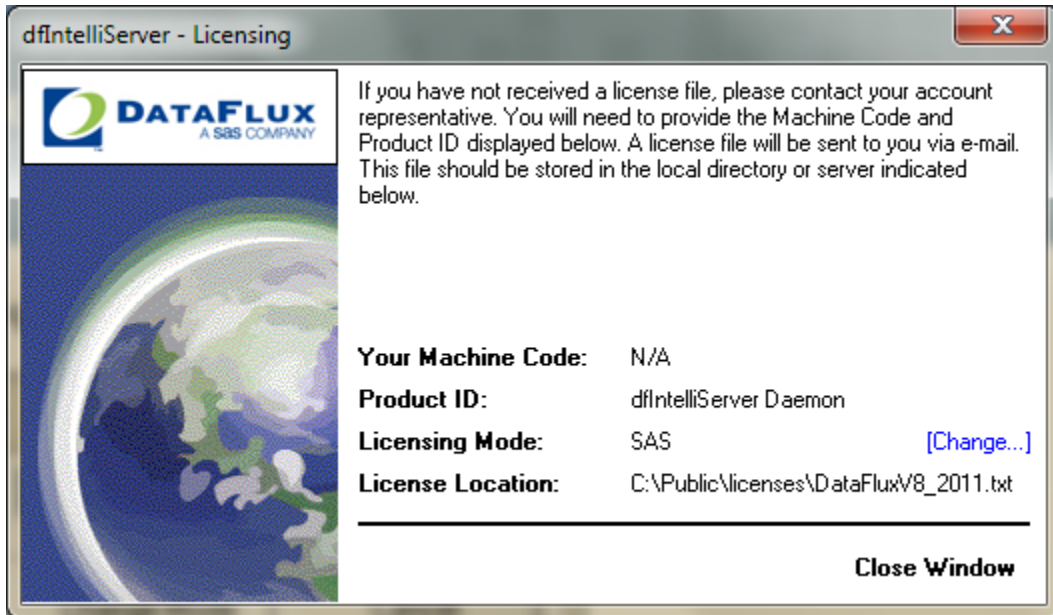 dfIntelliServer - Licensing
DATAFLUX
A SAS COMPANY
If you have not received a license file, please contact your account
representative. You will need to provide the Machine Code and
Product ID displayed below. A license file will be sent to you via e-mail.
This file should be stored in the local directory or server indicated
below.
Your Machine Code: N/A
Product ID: dfIntelliServer Daemon
Licensing Mode: SAS [Change...]
License Location: C:\Public\licenses\DataFluxV8_2011.txt
Close Window